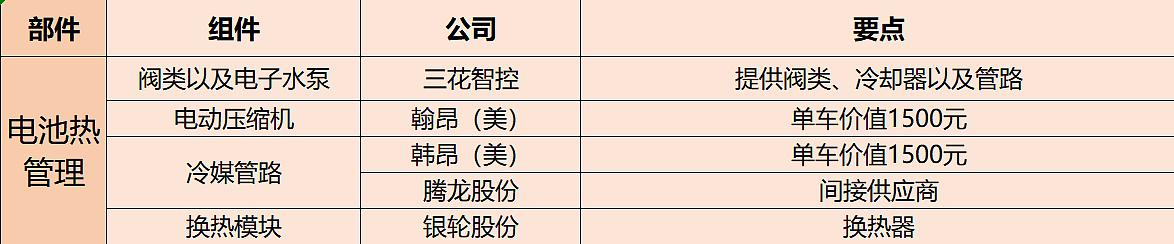 部件 组件 公司 要点
电池热管理 阀类以及电子水泵 三花智控 提供阀类、冷却器以及管路
电动压缩机 翰昂（美） 单车价值1500元
冷媒管路 韩昂（美） 单车价值1500元
腾龙股份 间接供应商
换热模块 银轮股份 换热器